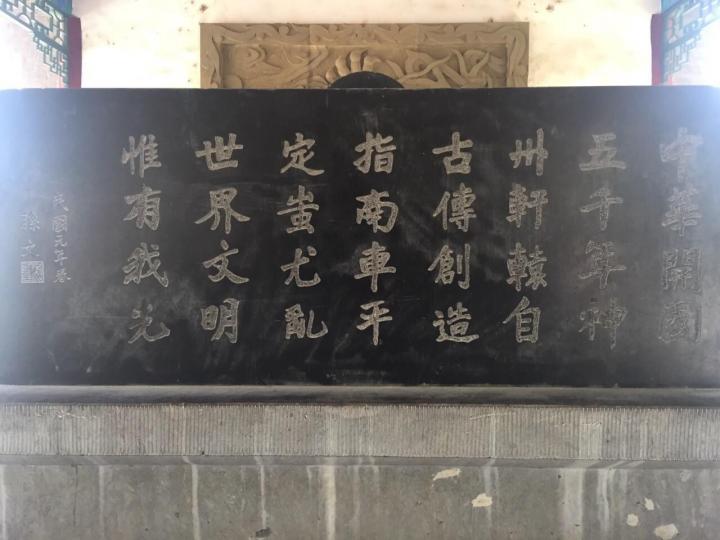 中華開國
五千年神
州軒轅自
古傳創造
指南車平
定蚩尤亂
世界文明
惟有我光
民國元年春
孫文